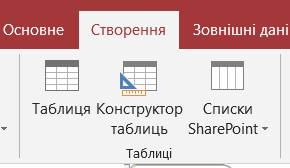 Основне Створення Зовнішні дані
Таблиця Конструктор таблиць Списки SharePoint
Таблиці